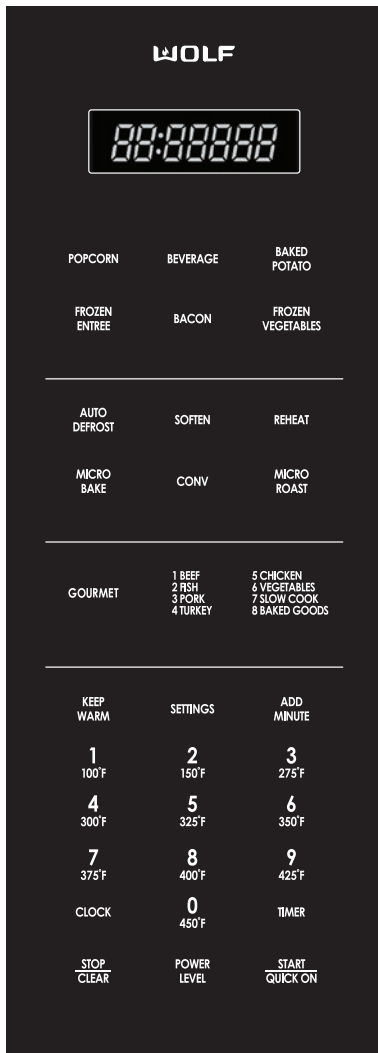 WOLF
88:88888
POPCORN
BEVERAGE
BAKED
POTATO
FROZEN
ENTREE
BACON
FROZEN
VEGETABLES
AUTO
DEFROST
SOFTEN
REHEAT
MICRO
BAKE
CONV
MICRO
ROAST
GOURMET
1 BEEF
2 FISH
3 PORK
4 TURKEY
5 CHICKEN
6 VEGETABLES
7 SLOW COOK
8 BAKED GOODS
KEEP
WARM
SETTINGS
ADD
MINUTE
1
100°F
2
150°F
3
275°F
4
300°F
5
325°F
6
350°F
7
375°F
8
400°F
9
425°F
CLOCK
0
450°F
TIMER
STOP
CLEAR
POWER
LEVEL
START
QUICK ON